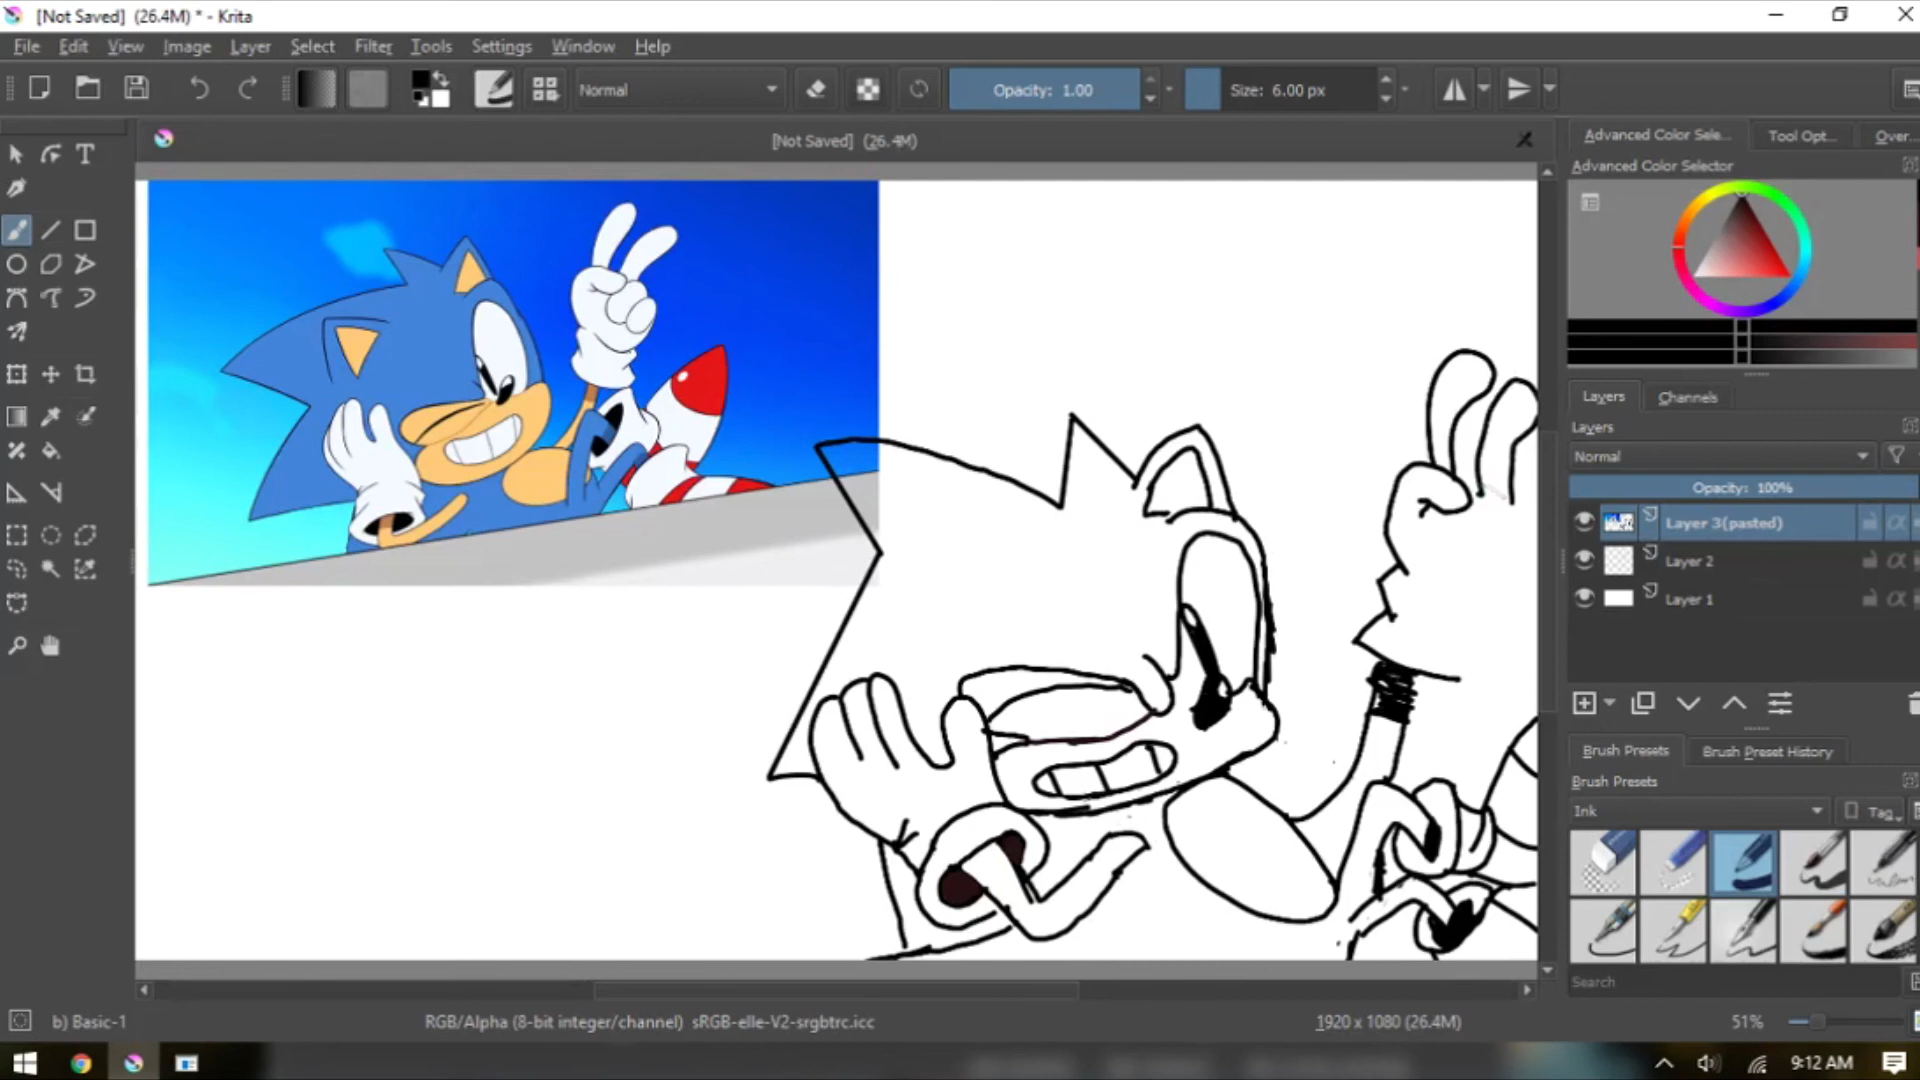 [Not Saved] (26.4M) * - Krita
File Edit View Image Layer Select Filter Tools Settings Window Help
Normal Opacity: 1.00 Size: 6.00 px
[Not Saved] (26.4M)
Advanced Color Sele... Tool Opt... Over...
Advanced Color Selector
Layers Channels
Layers
Normal
Opacity: 100%
Layer 3(pasted)
Layer 2
Layer 1
Brush Presets Brush Preset History
Brush Presets
Ink Tag
Search
b) Basic-1 RGB/Alpha (8-bit integer/channel) sRGB-elle-V2-srgbtrc.icc 1920 x 1080 (26.4M) 51%
9:12 AM